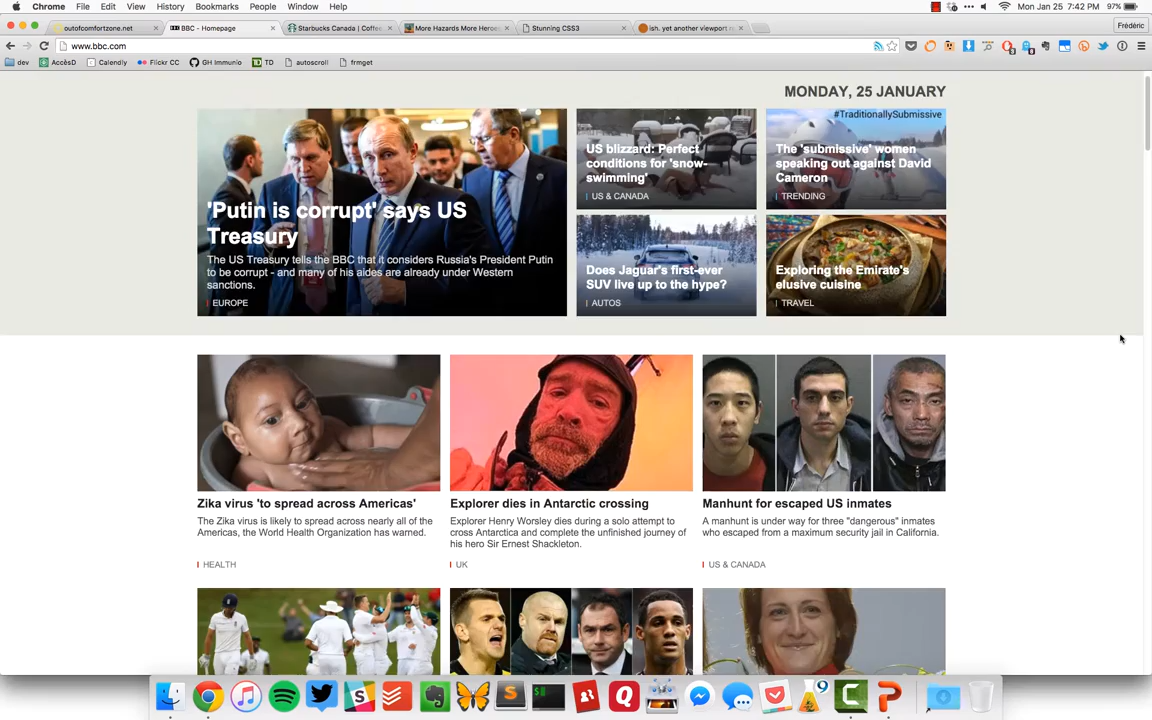 Chrome File Edit View History Bookmarks People Window Help Mon Jan 25 7:42 PM 97%
outofcomfortzone.net BBC - Homepage Starbucks Canada | Coffee More Hazards More Heroes Stunning CSS3 ish. yet another viewport Frédéric
www.bbc.com
dev AccèsD Calendly Flickr CC GH Immunio TD autoscroll frmget
MONDAY, 25 JANUARY
'Putin is corrupt' says US
Treasury
The US Treasury tells the BBC that it considers Russia's President Putin
to be corrupt - and many of his aides are already under Western
sanctions.
EUROPE
US blizzard: Perfect
conditions for 'snow-
swimming'
US & CANADA
#TraditionallySubmissive
The 'submissive' women
speaking out against David
Cameron
TRENDING
Does Jaguar's first-ever
SUV live up to the hype?
AUTOS
Exploring the Emirate's
elusive cuisine
TRAVEL
Zika virus 'to spread across Americas'
The Zika virus is likely to spread across nearly all of the
Americas, the World Health Organization has warned.
HEALTH
Explorer dies in Antarctic crossing
Explorer Henry Worsley dies during a solo attempt to
cross Antarctica and complete the unfinished journey of
his hero Sir Ernest Shackleton.
UK
Manhunt for escaped US inmates
A manhunt is under way for three "dangerous" inmates
who escaped from a maximum security jail in California.
US & CANADA
9